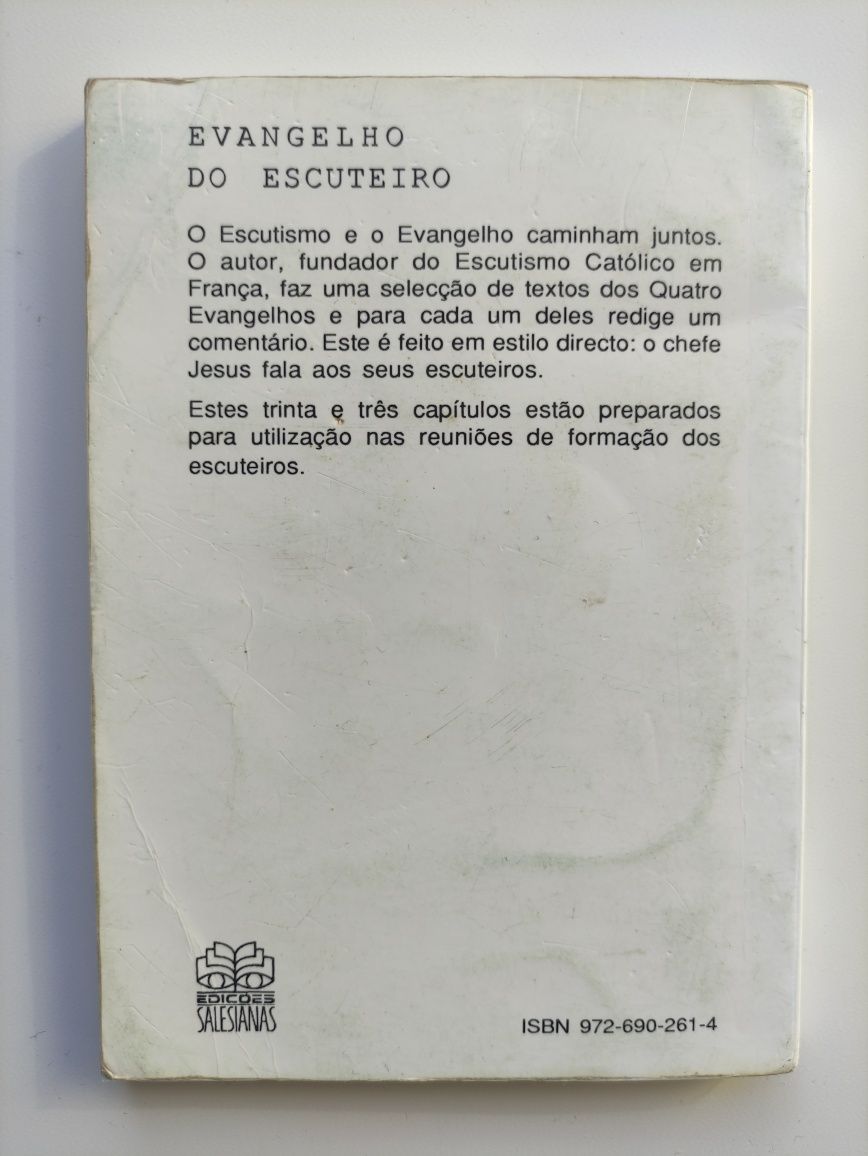 EVANGELHO
DO ESCUTEIRO
O Escutismo e o Evangelho caminham juntos.
O autor, fundador do Escutismo Católico em
França, faz uma selecção de textos dos Quatro
Evangelhos e para cada um deles redige um
comentário. Este é feito em estilo directo: o chefe
Jesus fala aos seus escuteiros.
Estes trinta e três capítulos estão preparados
para utilização nas reuniões de formação dos
escuteiros.
EDIÇÕES
SALESIANAS
ISBN 972-690-261-4